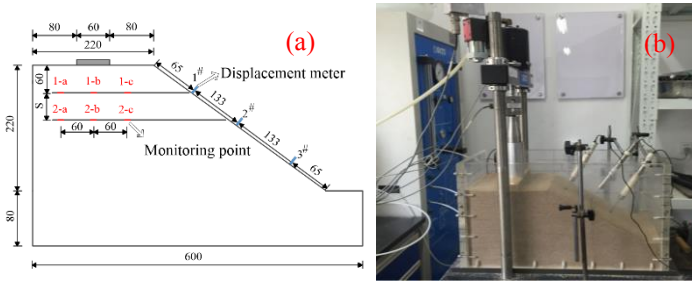 80 60 80
220
(a)
65
1# Displacement meter
60
1-a 1-b 1-c
S
2-a 2-b 2-c
133
2#
60 60
Monitoring point
133
3#
65
220
80
600
(b)